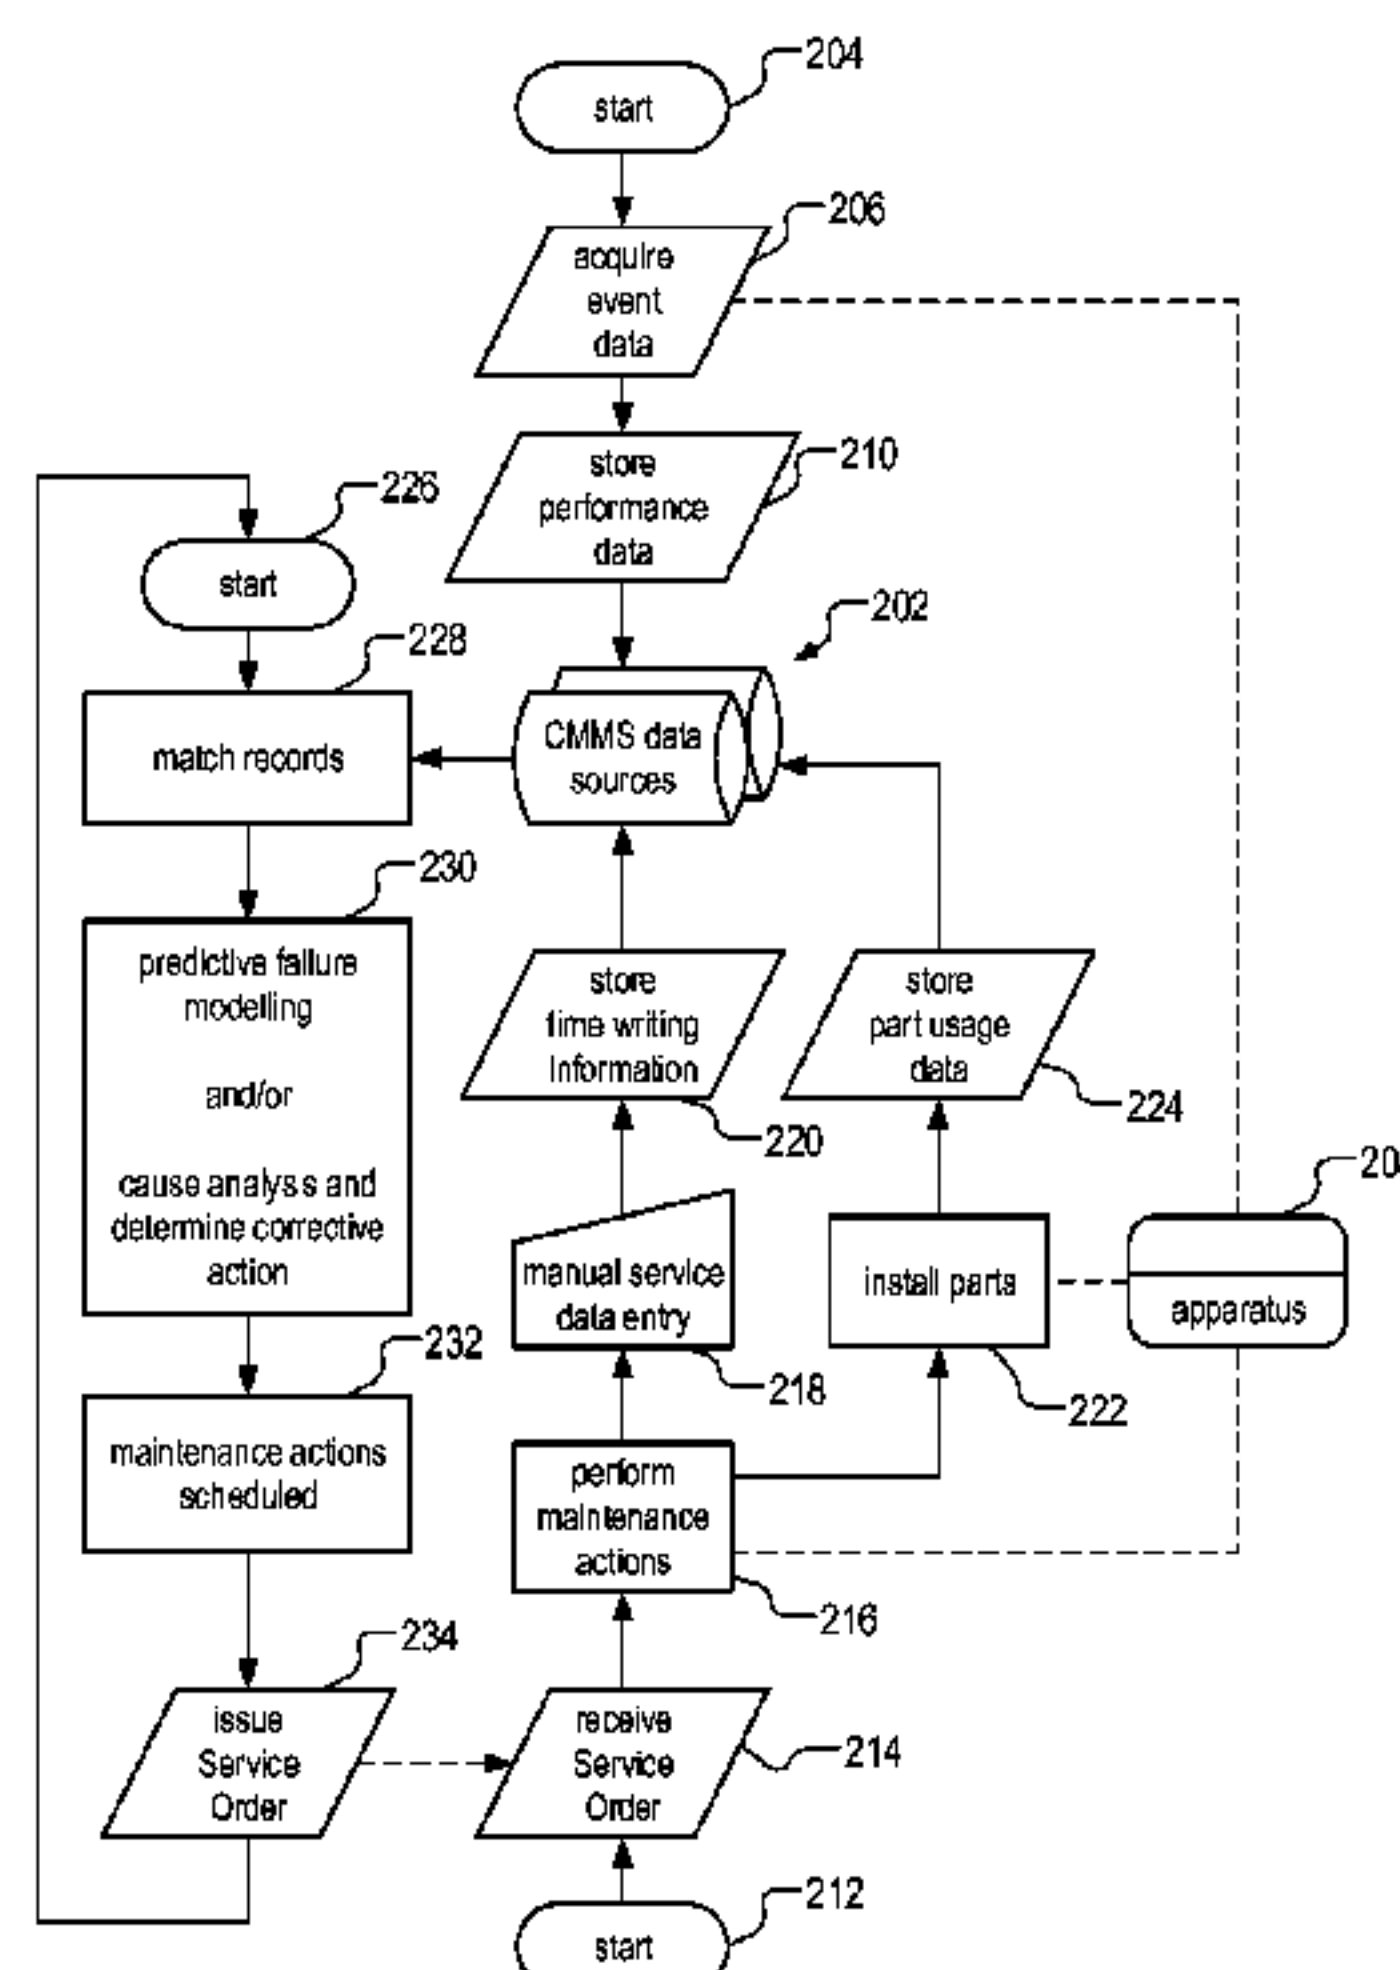 204
start
206
acquire
event
data
210
store
performance
data
226
start
202
228
match records
CMMS data
sources
230
predictive failure
modelling
and/or
cause analysis and
determine corrective
action
store
time writing
Information
220
store
part usage
data
224
20
apparatus
manual service
data entry
218
install parts
222
232
maintenance actions
scheduled
perform
maintenance
actions
216
234
issue
Service
Order
receive
Service
Order
214
212
start